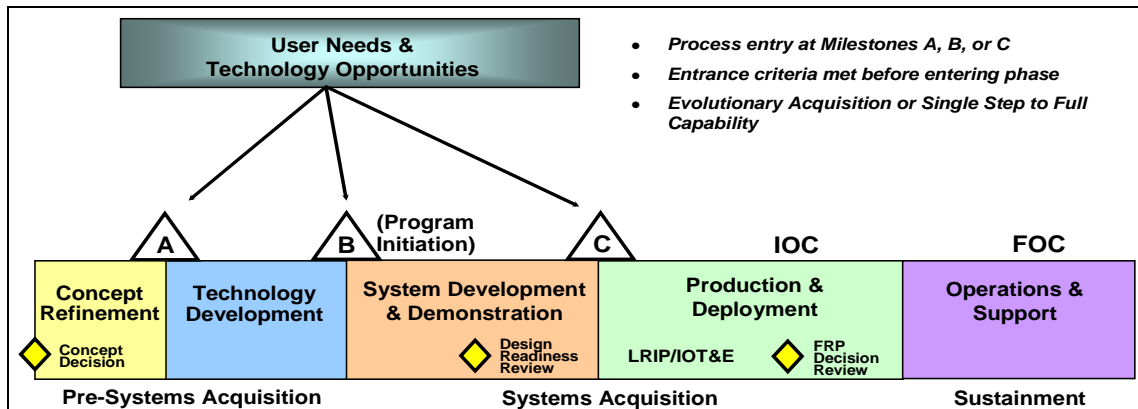 User Needs &
Technology Opportunities
• Process entry at Milestones A, B, or C
• Entrance criteria met before entering phase
• Evolutionary Acquisition or Single Step to Full
Capability
A
B
(Program
Initiation)
C
IOC
FOC
Concept
Refinement
Technology
Development
System Development
& Demonstration
Production &
Deployment
Operations &
Support
Concept
Decision
Design
Readiness
Review
LRIP/IOT&E
FRP
Decision
Review
Pre-Systems Acquisition
Systems Acquisition
Sustainment